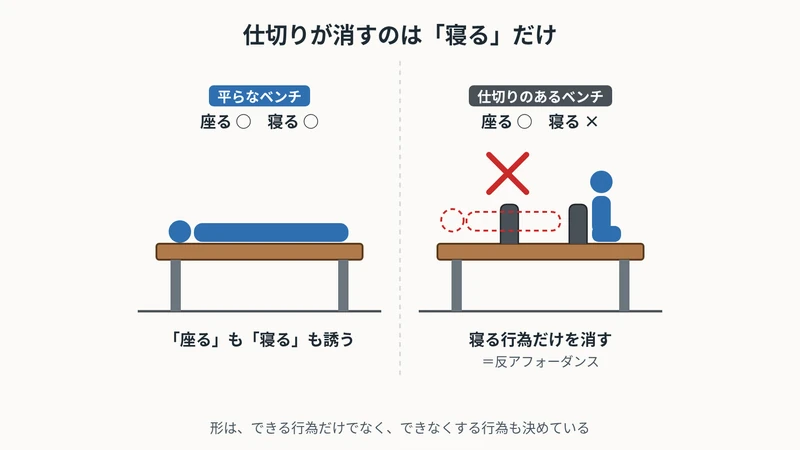 仕切りが消すのは「寝る」だけ
平らなベンチ
座る ○　寝る ○
「座る」も「寝る」も誘う
仕切りのあるベンチ
座る ○　寝る ×
寝る行為だけを消す
＝反アフォーダンス
形は、できる行為だけでなく、できなくする行為も決めている